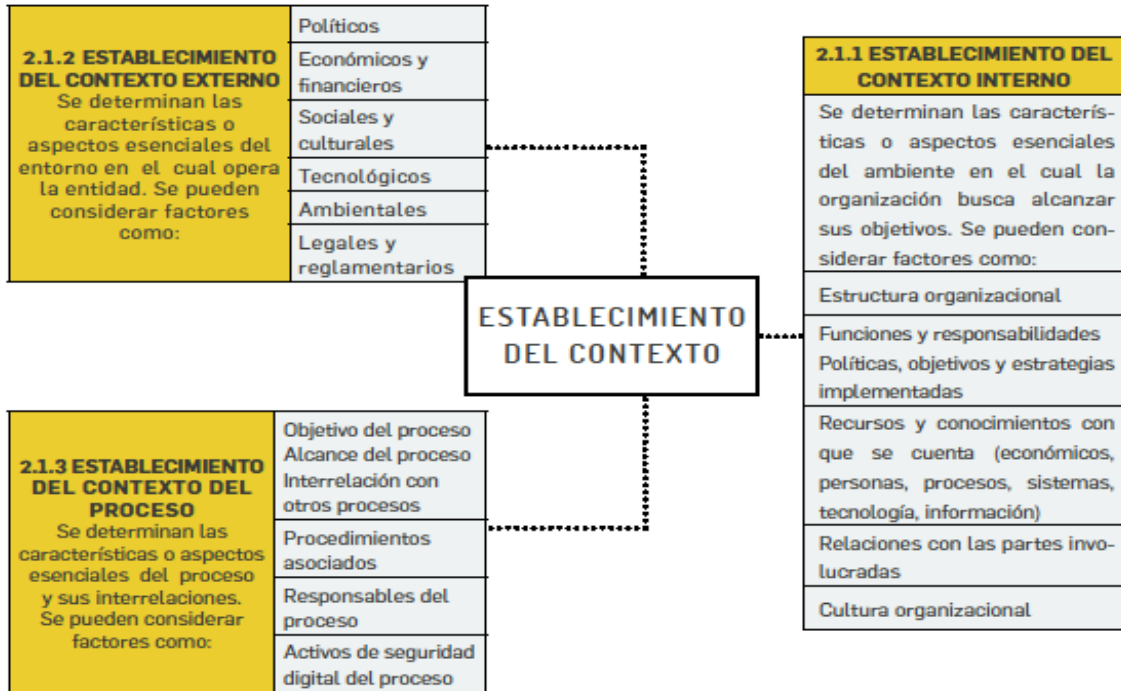 2.1.2 ESTABLECIMIENTO
DEL CONTEXTO EXTERNO
Se determinan las
características o
aspectos esenciales del
entorno en el cual opera
la entidad. Se pueden
considerar factores
como:
Políticos
Económicos y
financieros
Sociales y
culturales
Tecnológicos
Ambientales
Legales y
reglamentarios
ESTABLECIMIENTO
DEL CONTEXTO
2.1.1 ESTABLECIMIENTO DEL
CONTEXTO INTERNO
Se determinan las caracterís-
ticas o aspectos esenciales
del ambiente en el cual la
organización busca alcanzar
sus objetivos. Se pueden con-
siderar factores como:
Estructura organizacional
Funciones y responsabilidades
Políticas, objetivos y estrategias
implementadas
Recursos y conocimientos con
que se cuenta (económicos,
personas, procesos, sistemas,
tecnología, información)
Relaciones con las partes invo-
lucradas
Cultura organizacional
2.1.3 ESTABLECIMIENTO
DEL CONTEXTO DEL
PROCESO
Se determinan las
características o aspectos
esenciales del proceso
y sus interrelaciones.
Se pueden considerar
factores como:
Objetivo del proceso
Alcance del proceso
Interrelación con
otros procesos
Procedimientos
asociados
Responsables del
proceso
Activos de seguridad
digital del proceso